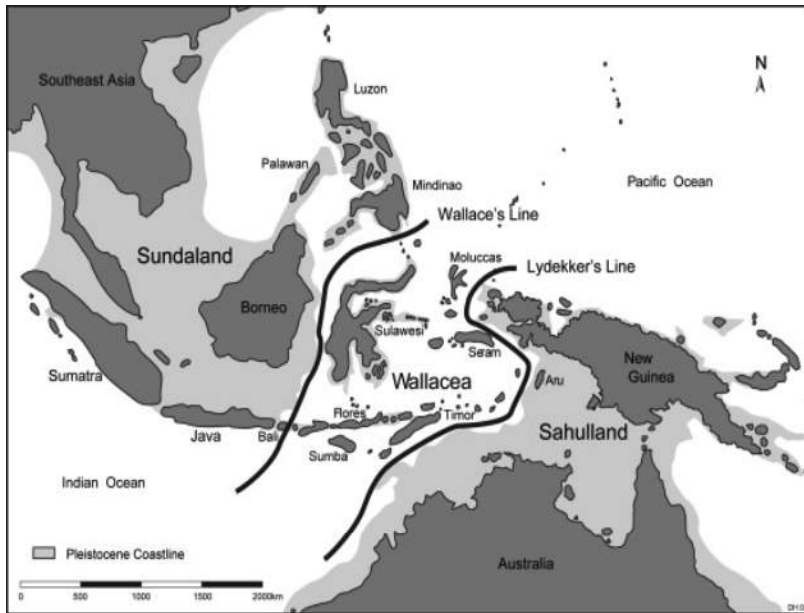 Southeast Asia
Luzon
N
Palawan
Mindinao
Pacific Ocean
Wallace's Line
Sundaland
Moluccas
Lydekker's Line
Borneo
Sulawesi
Seram
New
Guinea
Sumatra
Wallacea
Aru
Flores
Timor
Java
Bali
Sahulland
Sumba
Indian Ocean
Pleistocene Coastline
Australia
0 500 1000 1500 2000km